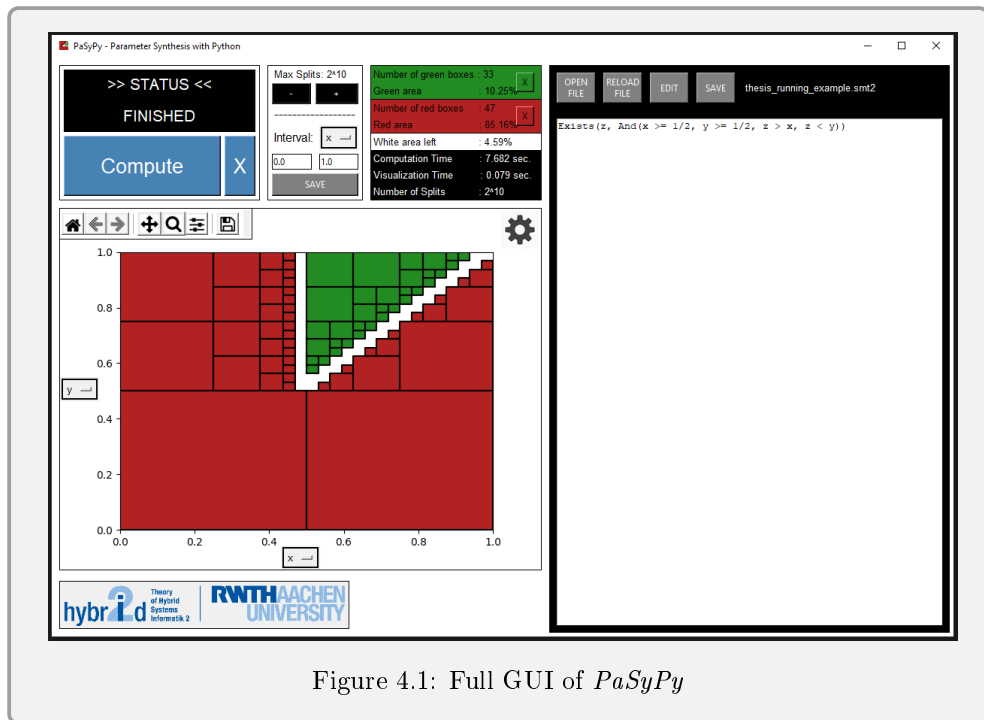 PaSyPy - Parameter Synthesis with Python
>> STATUS <<
FINISHED
Compute
X
Max Splits: 2^10
- +
--------------------
Interval: x
0.0 1.0
SAVE
Number of green boxes : 33
Green area : 10.25%
X
Number of red boxes : 47
Red area : 85.16%
X
White area left : 4.59%
Computation Time : 7.682 sec.
Visualization Time : 0.079 sec.
Number of Splits : 2^10
OPEN FILE
RELOAD FILE
EDIT
SAVE
thesis_running_example.smt2
Exists(z, And(x >= 1/2, y >= 1/2, z > x, z < y))
1.0
0.8
0.6
0.4
0.2
0.0
y
0.0 0.2 0.4 0.6 0.8 1.0
x
hybr i2d
Theory
of Hybrid
Systems
Informatik 2
RWTHAACHEN
UNIVERSITY
Figure 4.1: Full GUI of PaSyPy